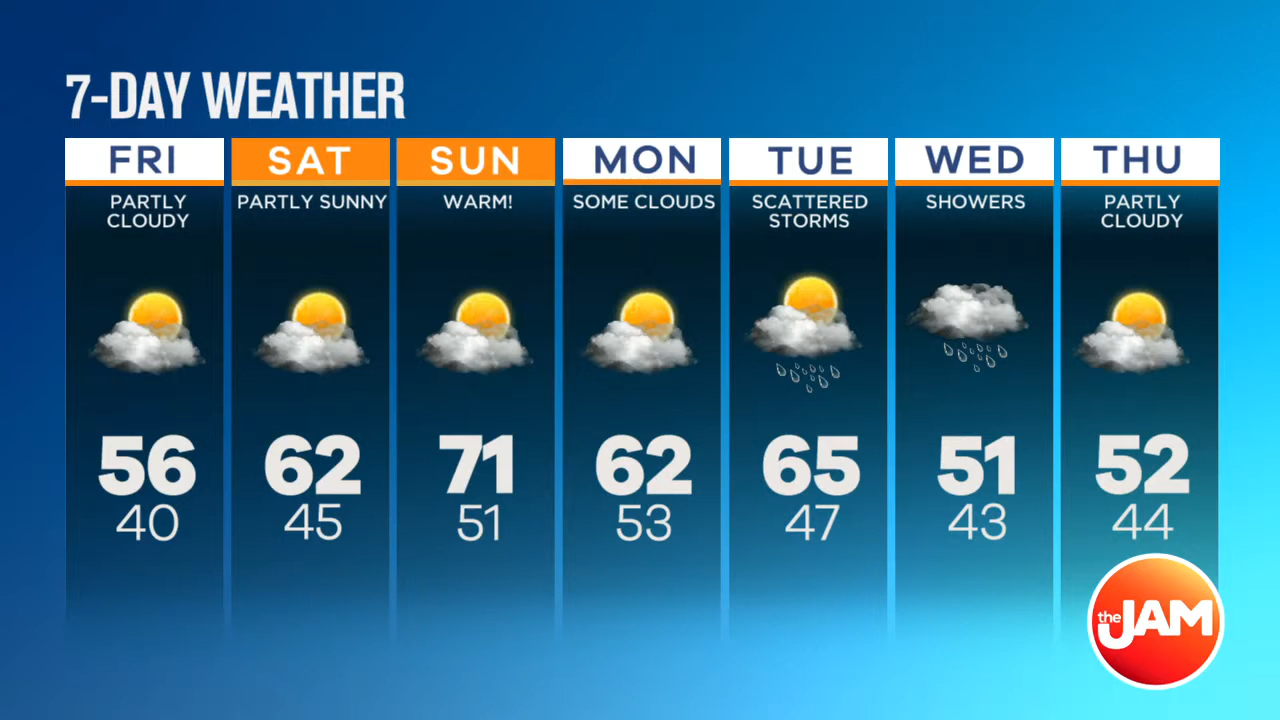 7-DAY WEATHER
FRI SAT SUN MON TUE WED THU
PARTLY CLOUDY
PARTLY SUNNY
WARM!
SOME CLOUDS
SCATTERED STORMS
SHOWERS
PARTLY CLOUDY
56 62 71 62 65 51 52
40 45 51 53 47 43 44
the JAM